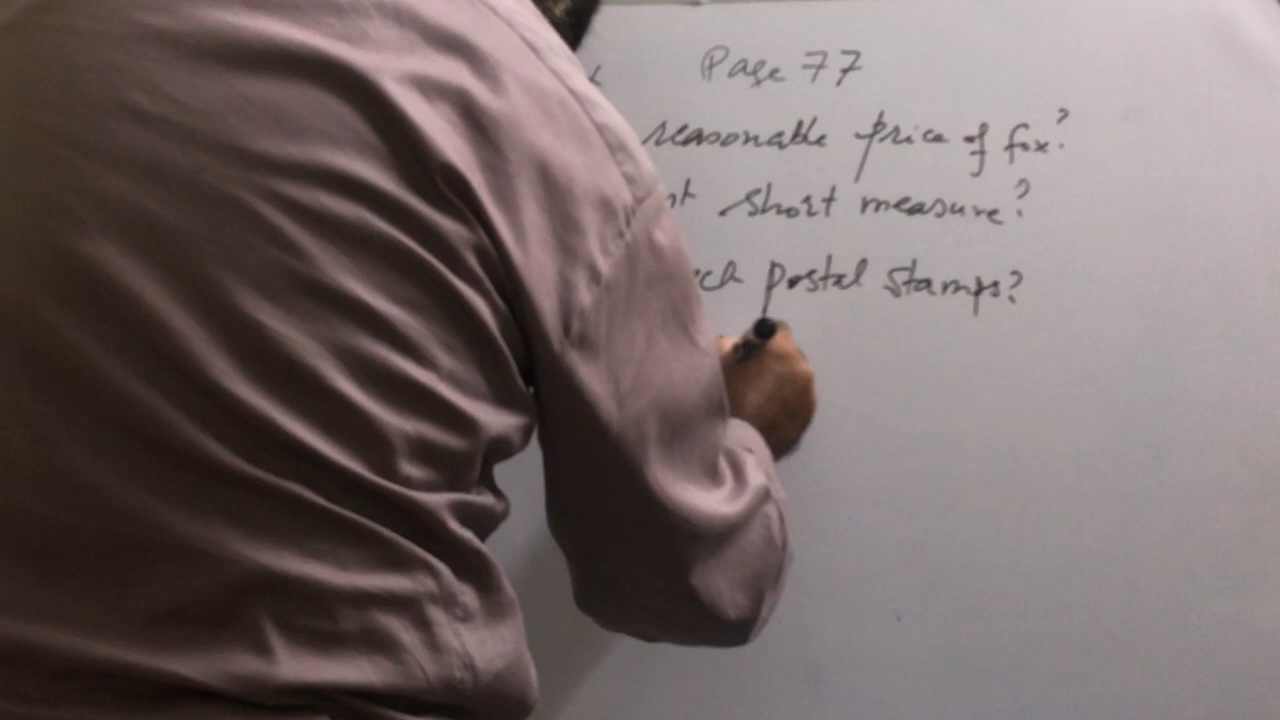 Page 77
reasonable price of fox?
short measure?
postal stamps?